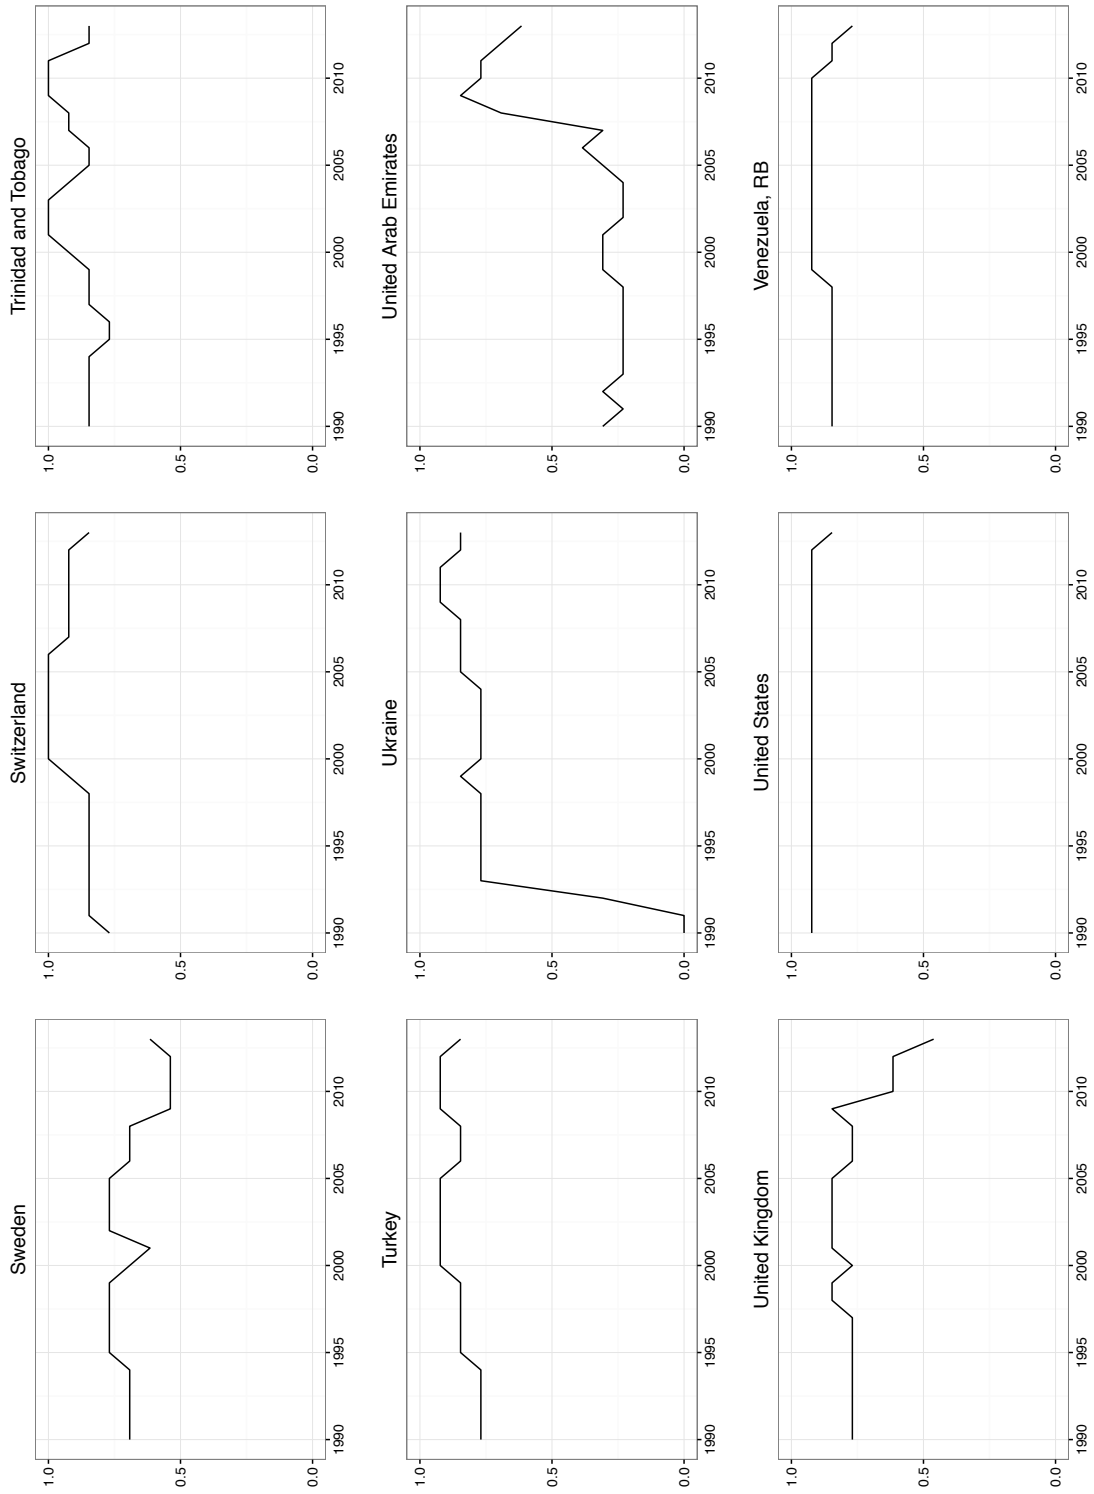 Sweden
1.0
0.5
0.0
1990 1995 2000 2005 2010
Switzerland
1.0
0.5
0.0
1990 1995 2000 2005 2010
Trinidad and Tobago
1.0
0.5
0.0
1990 1995 2000 2005 2010
Turkey
1.0
0.5
0.0
1990 1995 2000 2005 2010
Ukraine
1.0
0.5
0.0
1990 1995 2000 2005 2010
United Arab Emirates
1.0
0.5
0.0
1990 1995 2000 2005 2010
United Kingdom
1.0
0.5
0.0
1990 1995 2000 2005 2010
United States
1.0
0.5
0.0
1990 1995 2000 2005 2010
Venezuela, RB
1.0
0.5
0.0
1990 1995 2000 2005 2010